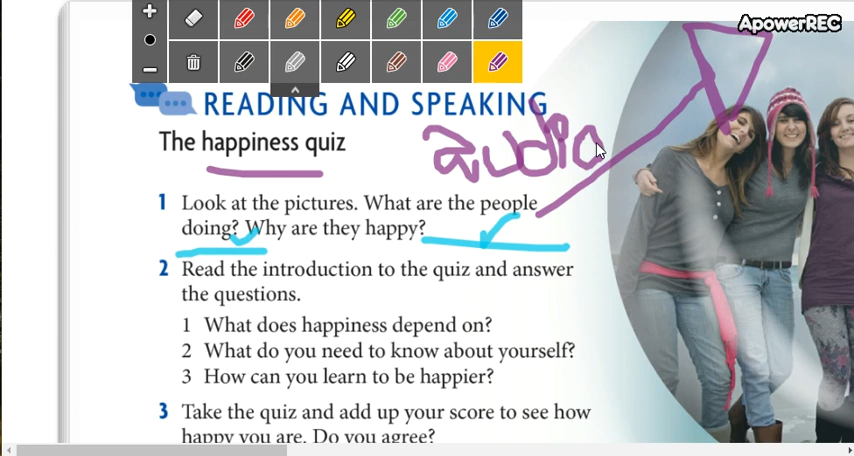 ApowerREC
READING AND SPEAKING
The happiness quiz
audio
1 Look at the pictures. What are the people
doing? Why are they happy?
2 Read the introduction to the quiz and answer
the questions.
1 What does happiness depend on?
2 What do you need to know about yourself?
3 How can you learn to be happier?
3 Take the quiz and add up your score to see how
happy you are. Do you agree?